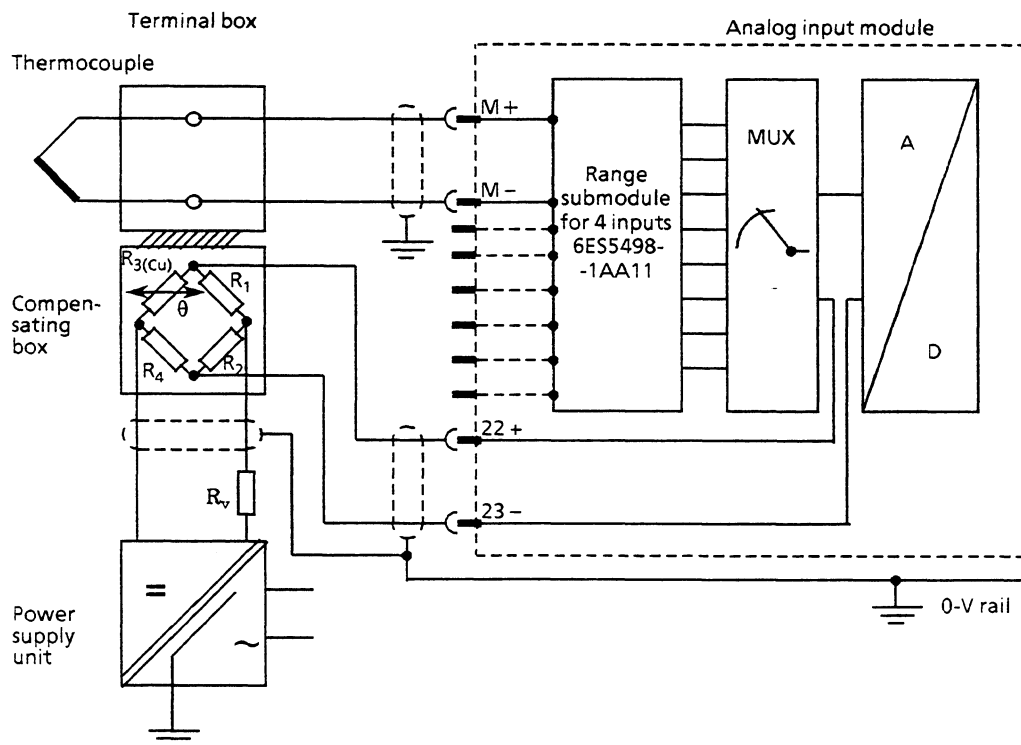 Terminal box
Analog input module
Thermocouple
M +
M –
Range
submodule
for 4 inputs
6ES5498-
-1AA11
MUX
A
D
R3(Cu)
R1
θ
R4
R2
Compen-
sating
box
22 +
23 –
Rv
=
~
Power
supply
unit
0-V rail